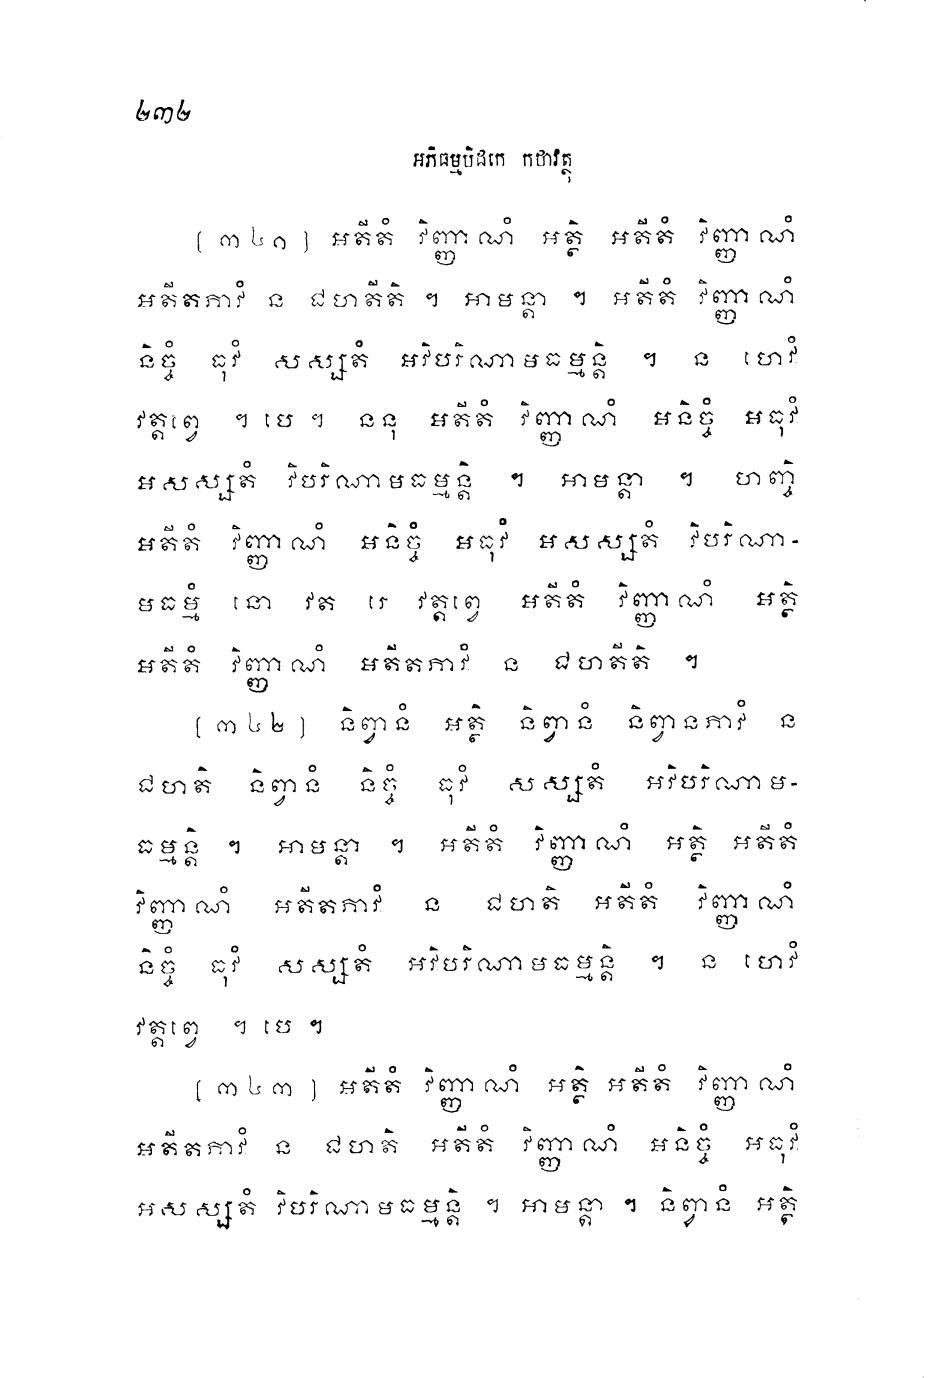 ២៣២
អភិធម្មបិដកេ កថាវត្ថុ
[ ៣៤១ ] អតីតំ វិញ្ញាណំ អត្ថិ អតីតំ វិញ្ញាណំ
អតីតភាវំ ន ជហតីតិ ។ អាមន្តា ។ អតីតំ វិញ្ញាណំ
និច្ចំ ធុវំ សស្សតំ អវិបរិណាមធម្មន្តិ ។ ន ហេវំ
វត្តព្វេ ។ បេ ។ ននុ អតីតំ វិញ្ញាណំ អនិច្ចំ អធុវំ
អសស្សតំ វិបរិណាមធម្មន្តិ ។ អាមន្តា ។ ហញ្ចិ
អតីតំ វិញ្ញាណំ អនិច្ចំ អធុវំ អសស្សតំ វិបរិណា-
មធម្មំ នោ វត រេ វត្តព្វេ អតីតំ វិញ្ញាណំ អត្ថិ
អតីតំ វិញ្ញាណំ អតីតភាវំ ន ជហតីតិ ។
[ ៣៤២ ] និព្វានំ អត្ថិ និព្វានំ និព្វានភាវំ ន
ជហតិ និព្វានំ និច្ចំ ធុវំ សស្សតំ អវិបរិណាម-
ធម្មន្តិ ។ អាមន្តា ។ អតីតំ វិញ្ញាណំ អត្ថិ អតីតំ
វិញ្ញាណំ អតីតភាវំ ន ជហតិ អតីតំ វិញ្ញាណំ
និច្ចំ ធុវំ សស្សតំ អវិបរិណាមធម្មន្តិ ។ ន ហេវំ
វត្តព្វេ ។ បេ ។
[ ៣៤៣ ] អតីតំ វិញ្ញាណំ អត្ថិ អតីតំ វិញ្ញាណំ
អតីតភាវំ ន ជហតិ អតីតំ វិញ្ញាណំ អនិច្ចំ អធុវំ
អសស្សតំ វិបរិណាមធម្មន្តិ ។ អាមន្តា ។ និព្វានំ អត្ថិ